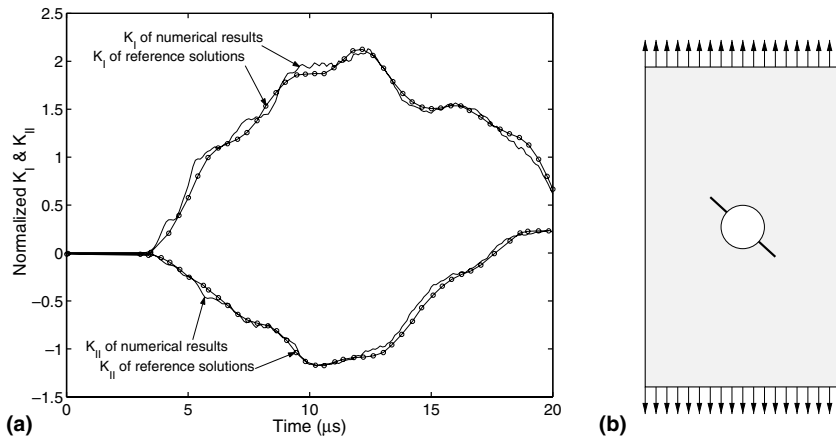 2.5
2
1.5
1
0.5
0
−0.5
−1
−1.5
Normalized K_I & K_II
K_I of numerical results
K_I of reference solutions
K_II of numerical results
K_II of reference solutions
0
5
10
15
20
Time (μs)
(a)
(b)